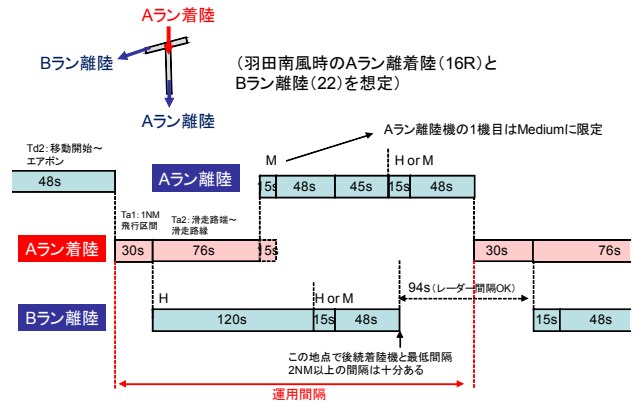 Aラン着陸
Bラン離陸
Aラン離陸
(羽田南風時のAラン離着陸(16R)と
Bラン離陸(22)を想定)
Aラン離陸機の1機目はMediumに限定
Td2:移動開始～
エアボン
48s
Aラン離陸
M
H or M
15s
48s
45s
15s
48s
Ta1:1NM
飛行区間
Ta2:滑走路端～
滑走路縁
Aラン着陸
30s
76s
15s
30s
76s
94s(レーダー間隔OK)
Bラン離陸
H
H or M
120s
15s
48s
15s
48s
この地点で後続着陸機と最低間隔
2NM以上の間隔は十分ある
運用間隔